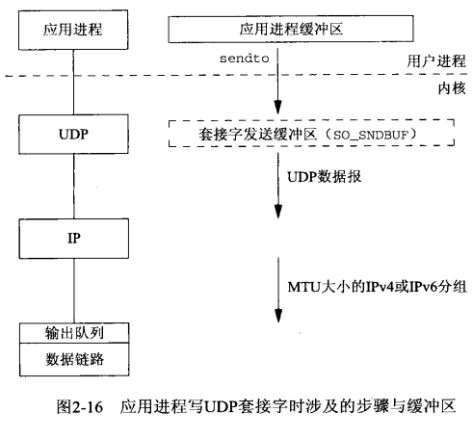 应用进程
应用进程缓冲区
sendto
用户进程
内核
UDP
套接字发送缓冲区（SO_SNDBUF）
UDP数据报
IP
MTU大小的IPv4或IPv6分组
输出队列
数据链路
图2-16 应用进程写UDP套接字时涉及的步骤与缓冲区